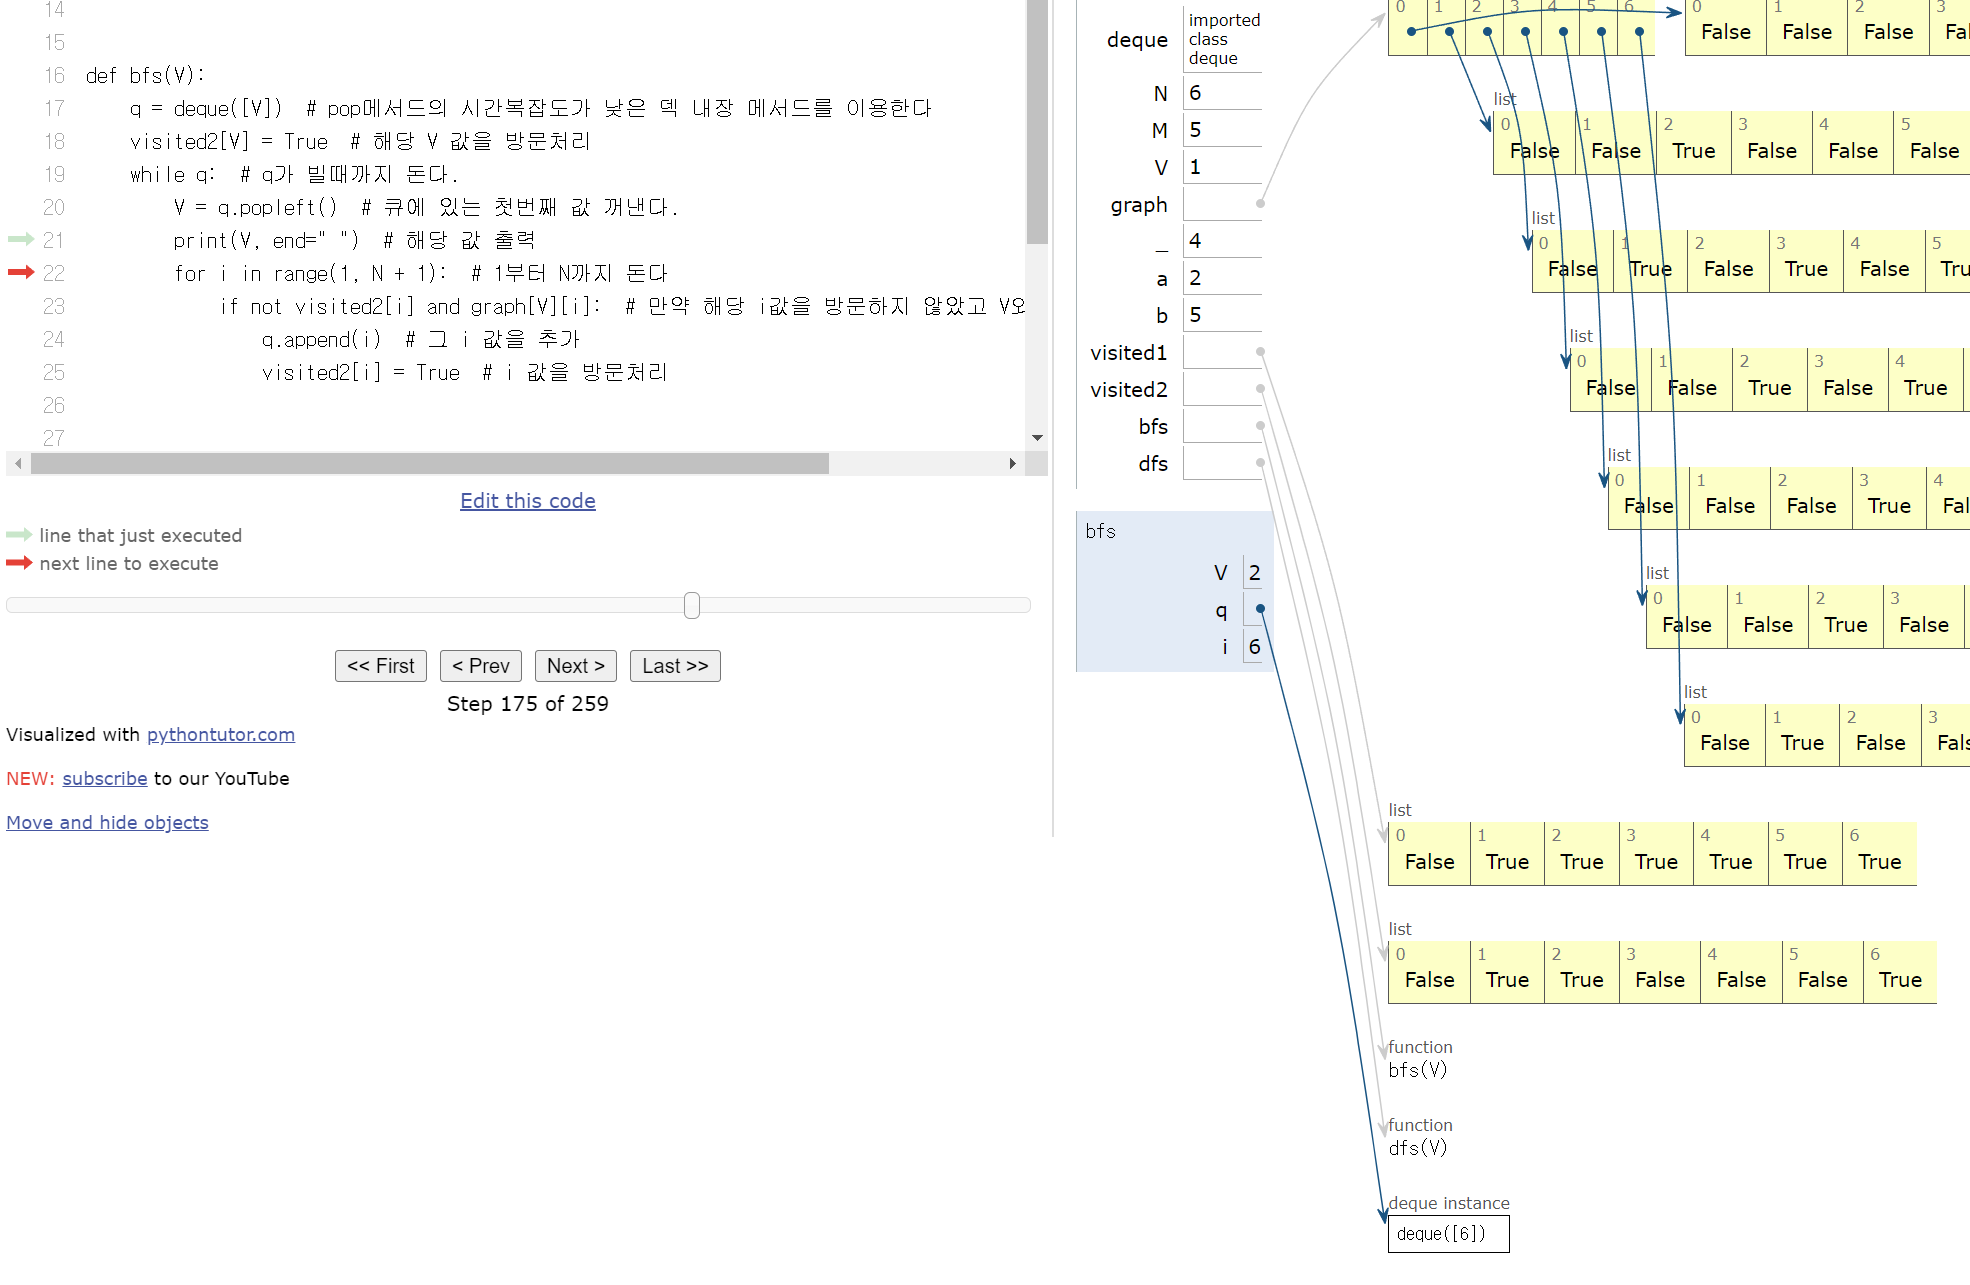 14
15
16 def bfs(V):
17 q = deque([V])  # pop메서드의 시간복잡도가 낮은 덱 내장 메서드를 이용한다
18 visited2[V] = True  # 해당 V 값을 방문처리
19 while q:  # q가 빌때까지 돈다.
20 V = q.popleft()  # 큐에 있는 첫번째 값 꺼낸다.
21 print(V, end=" ")  # 해당 값 출력
22 for i in range(1, N + 1):  # 1부터 N까지 돈다
23 if not visited2[i] and graph[V][i]:  # 만약 해당 i값을 방문하지 않았고 V와
24 q.append(i)  # 그 i 값을 추가
25 visited2[i] = True  # i 값을 방문처리
26
27
Edit this code
line that just executed
next line to execute
<< First < Prev Next > Last >>
Step 175 of 259
Visualized with pythontutor.com
NEW: subscribe to our YouTube
Move and hide objects
deque imported class deque
N 6
M 5
V 1
graph
_ 4
a 2
b 5
visited1
visited2
bfs
dfs
bfs
V 2
q
i 6
0 1 2 3 4 5 6
0 1 2 3
False False False
list
0 1 2 3 4 5
False False True False False False
list
0 1 2 3 4 5
False True False True False
list
0 1 2 3 4
False False True False True
list
0 1 2 3 4
False False False True
list
0 1 2 3
False False True False
list
0 1 2 3
False True False
list
0 1 2 3 4 5 6
False True True True True True True
list
0 1 2 3 4 5 6
False True True False False False True
function
bfs(V)
function
dfs(V)
deque instance
deque([6])